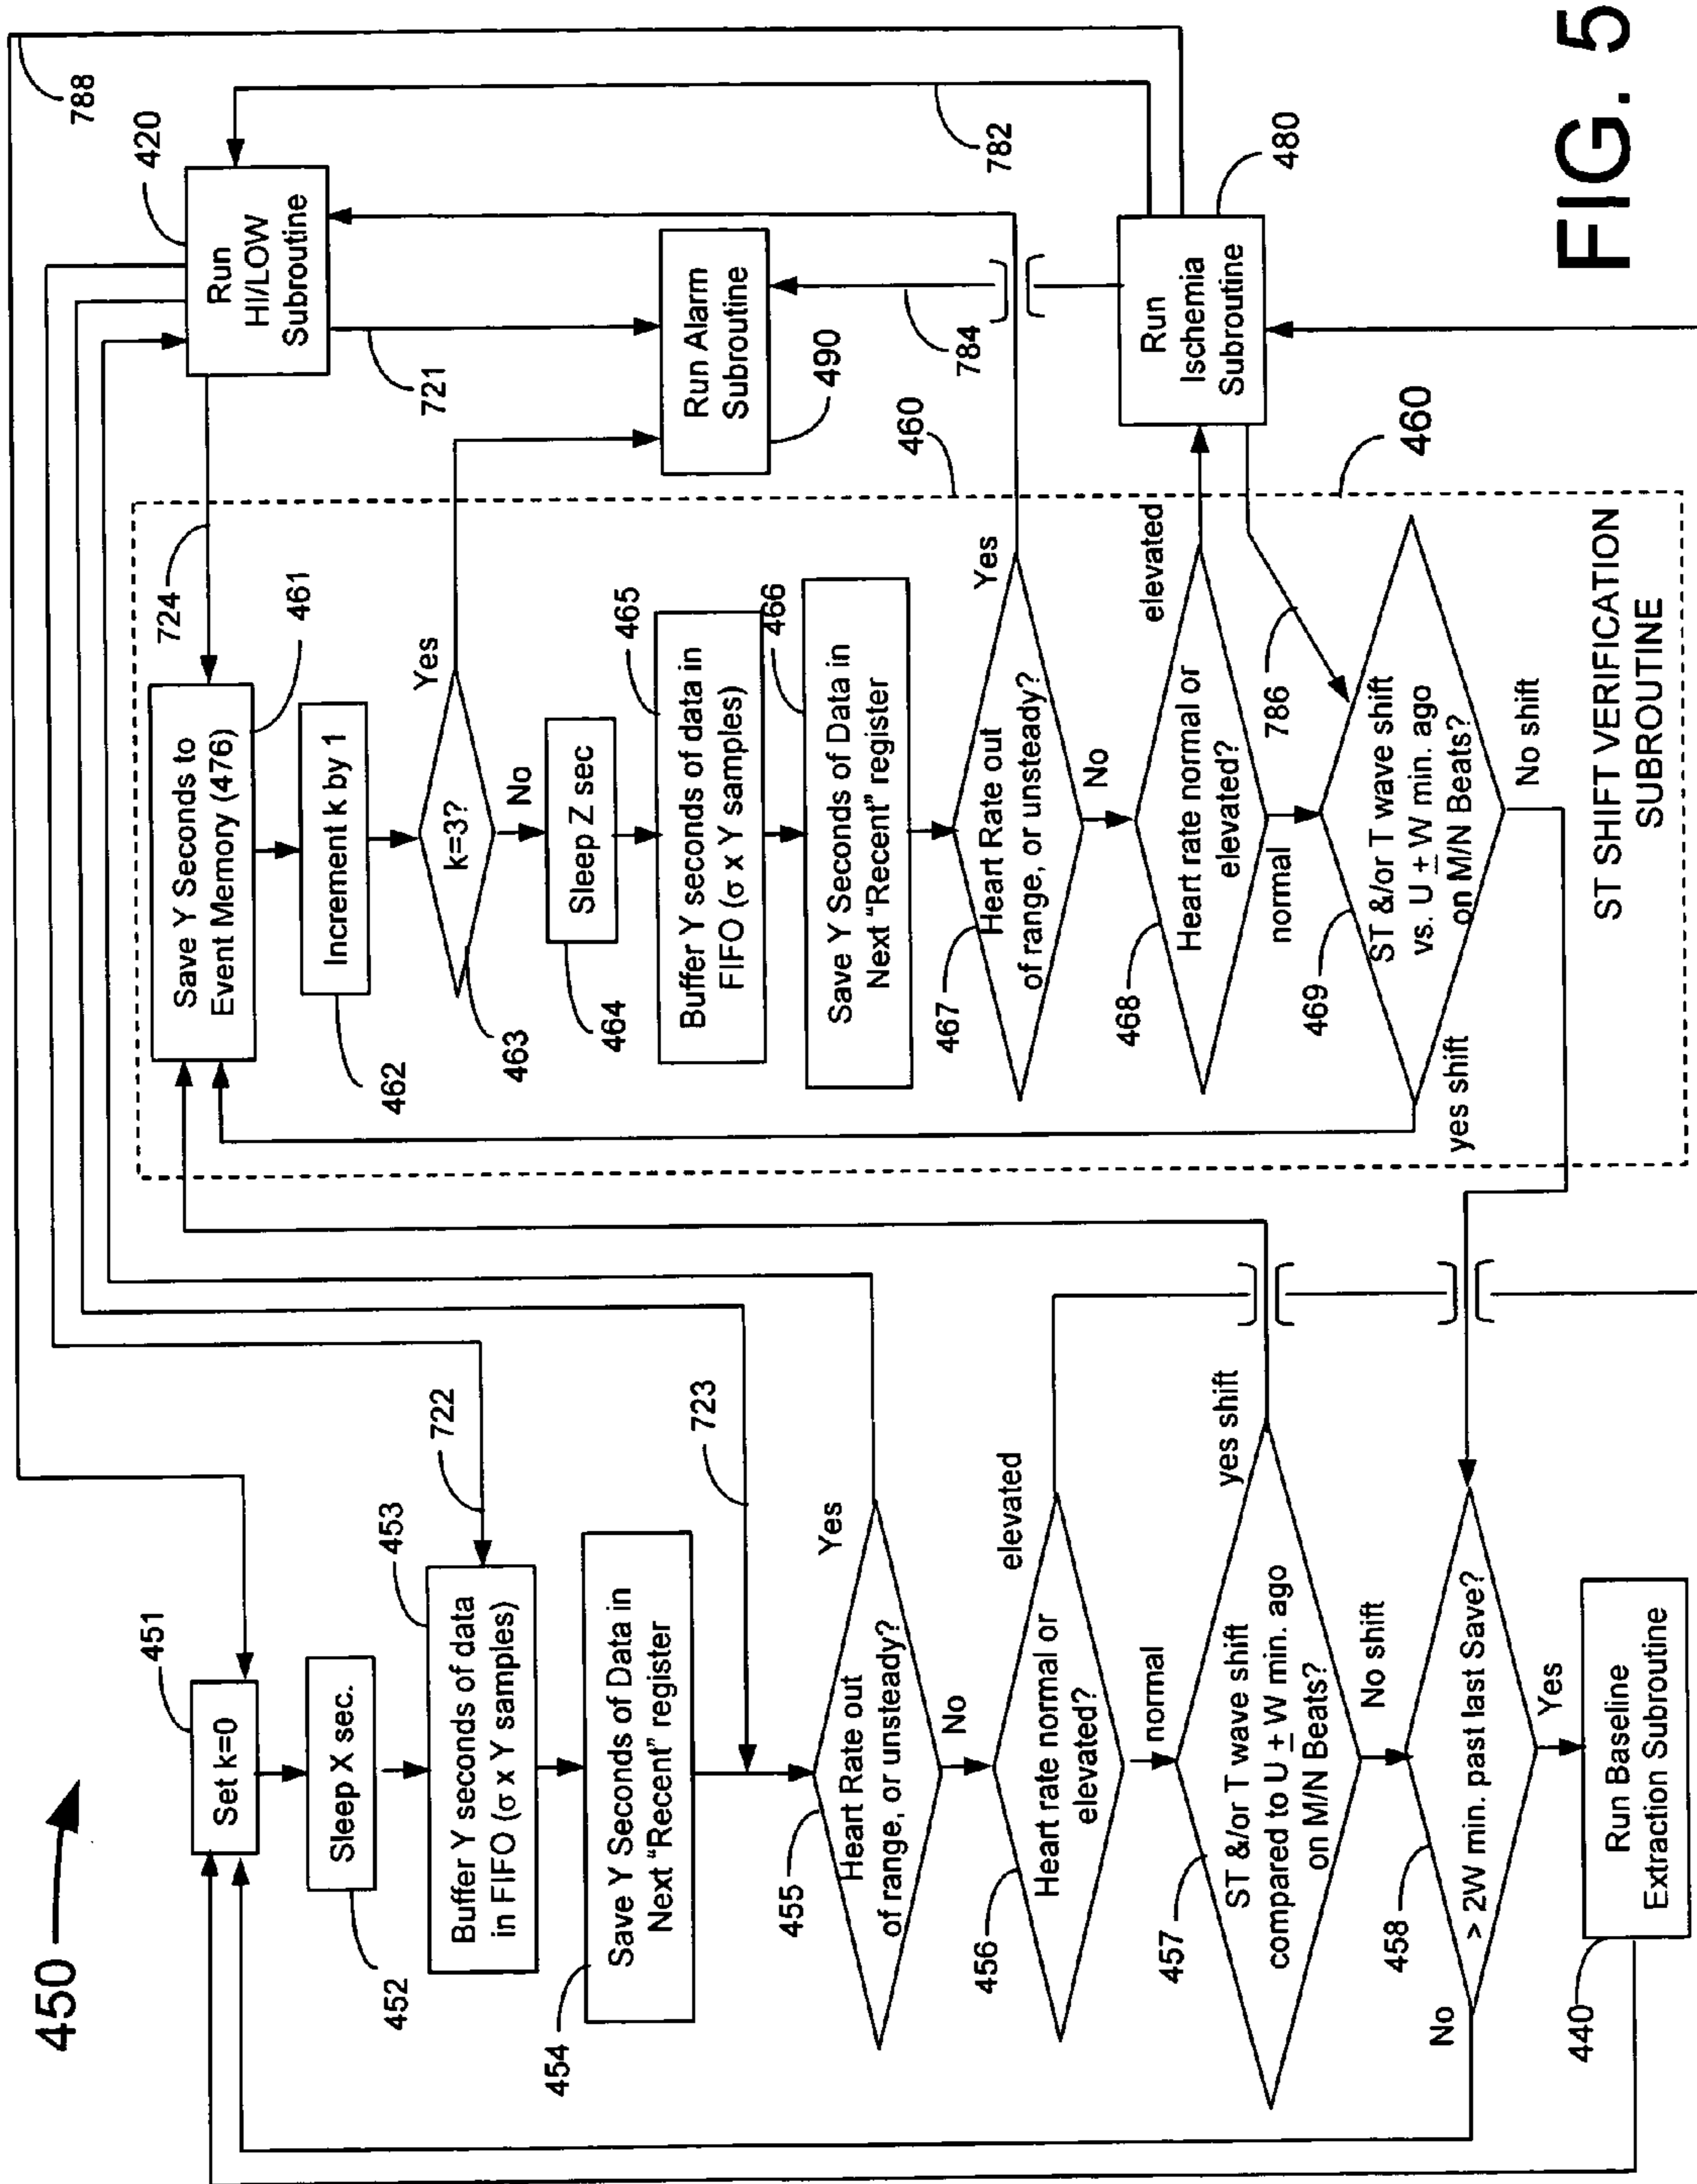 450
451
Set k=0
Sleep X sec.
452
453
Buffer Y seconds of data
in FIFO (σ x Y samples)
722
Save Y Seconds of Data in
Next "Recent" register
454
723
455
Heart Rate out
of range, or unsteady?
Yes
No
456
Heart rate normal or
elevated?
elevated
normal
457
ST &/or T wave shift
compared to U ± W min. ago
on M/N Beats?
yes shift
No shift
458
> 2W min. past last Save?
No
Yes
Run Baseline
Extraction Subroutine
440
724
Save Y Seconds to
Event Memory (476)
461
Increment k by 1
462
k=3?
463
Yes
No
Sleep Z sec
464
465
Buffer Y seconds of data in
FIFO (σ x Y samples)
466
Save Y Seconds of Data in
Next "Recent" register
467
Heart Rate out
of range, or unsteady?
Yes
No
468
Heart rate normal or
elevated?
elevated
normal
786
469
ST &/or T wave shift
vs. U ± W min. ago
on M/N Beats?
yes shift
No shift
ST SHIFT VERIFICATION
SUBROUTINE
788
420
Run
HI/LOW
Subroutine
721
782
Run Alarm
Subroutine
490
784
460
Run
Ischemia
Subroutine
480
460
FIG. 5